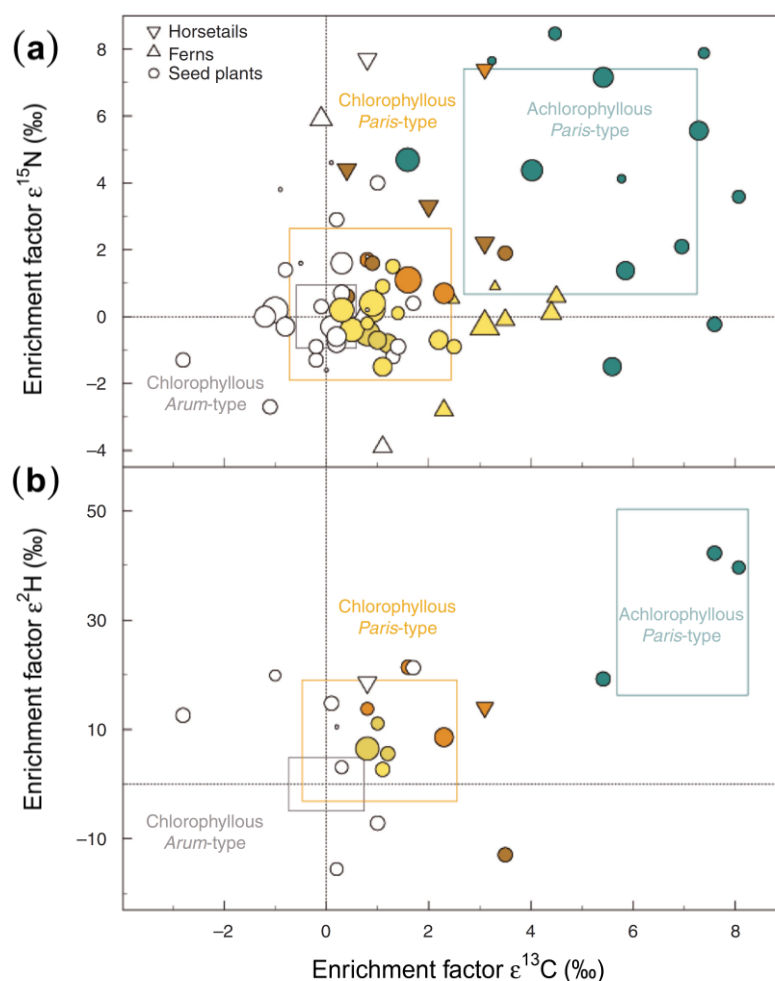 (a)
Horsetails
Ferns
Seed plants
Chlorophyllous
Paris-type
Achlorophyllous
Paris-type
Chlorophyllous
Arum-type
Enrichment factor ε¹⁵N (‰)
8
6
4
2
0
−2
−4
(b)
Chlorophyllous
Paris-type
Achlorophyllous
Paris-type
Chlorophyllous
Arum-type
Enrichment factor ε²H (‰)
50
30
10
−10
−2
0
2
4
6
8
Enrichment factor ε¹³C (‰)